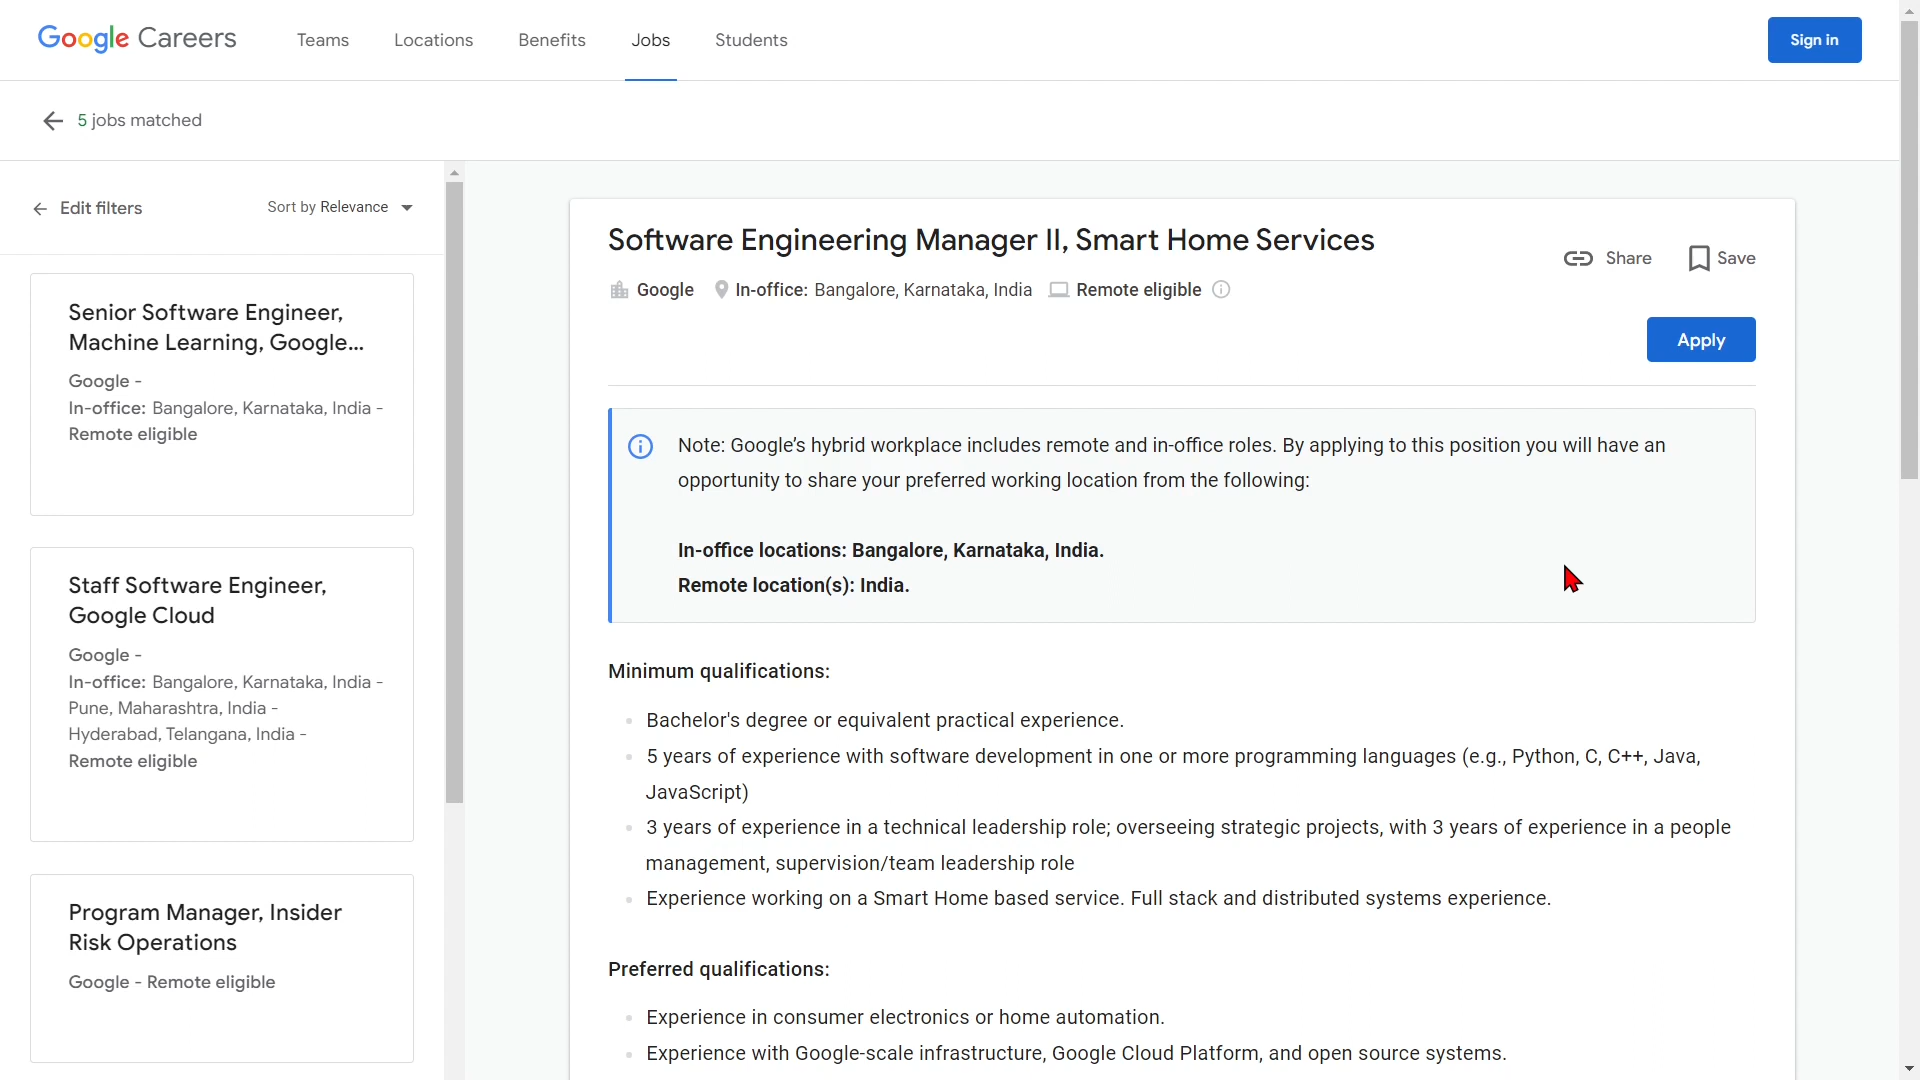 Google Careers
Teams
Locations
Benefits
Jobs
Students
Sign in
5 jobs matched
Edit filters
Sort by Relevance
Senior Software Engineer,
Machine Learning, Google...
Google -
In-office: Bangalore, Karnataka, India -
Remote eligible
Staff Software Engineer,
Google Cloud
Google -
In-office: Bangalore, Karnataka, India -
Pune, Maharashtra, India -
Hyderabad, Telangana, India -
Remote eligible
Program Manager, Insider
Risk Operations
Google - Remote eligible
Software Engineering Manager II, Smart Home Services
Share
Save
Google In-office: Bangalore, Karnataka, India Remote eligible
Apply
Note: Google’s hybrid workplace includes remote and in-office roles. By applying to this position you will have an
opportunity to share your preferred working location from the following:
In-office locations: Bangalore, Karnataka, India.
Remote location(s): India.
Minimum qualifications:
Bachelor's degree or equivalent practical experience.
5 years of experience with software development in one or more programming languages (e.g., Python, C, C++, Java,
JavaScript)
3 years of experience in a technical leadership role; overseeing strategic projects, with 3 years of experience in a people
management, supervision/team leadership role
Experience working on a Smart Home based service. Full stack and distributed systems experience.
Preferred qualifications:
Experience in consumer electronics or home automation.
Experience with Google-scale infrastructure, Google Cloud Platform, and open source systems.